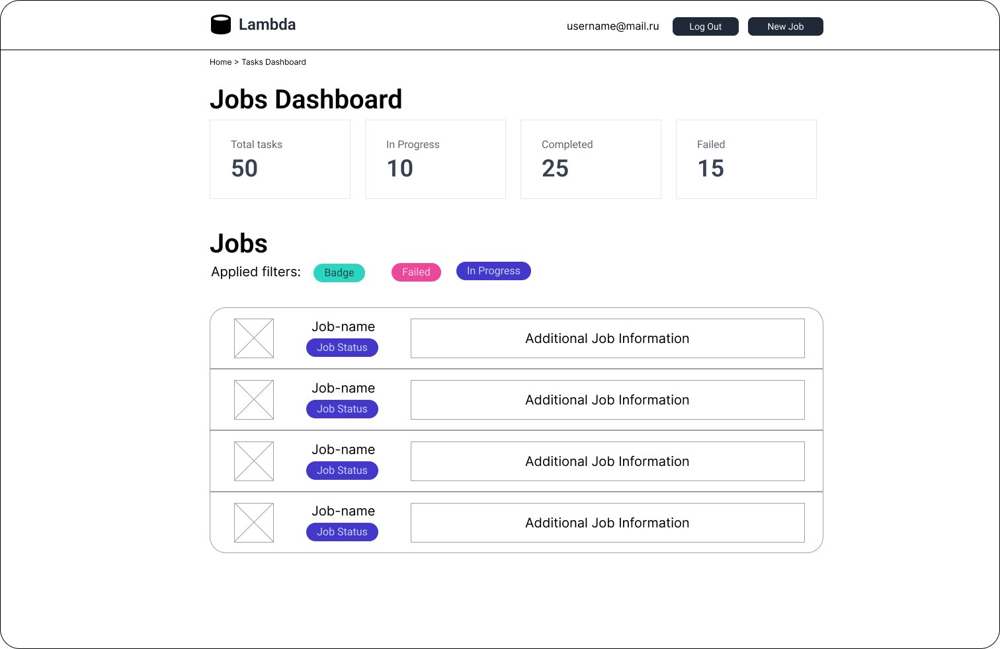 Lambda
username@mail.ru
Log Out
New Job
Home > Tasks Dashboard
Jobs Dashboard
Total tasks
50
In Progress
10
Completed
25
Failed
15
Jobs
Applied filters:
Badge
Failed
In Progress
Job-name
Job Status
Additional Job Information
Job-name
Job Status
Additional Job Information
Job-name
Job Status
Additional Job Information
Job-name
Job Status
Additional Job Information